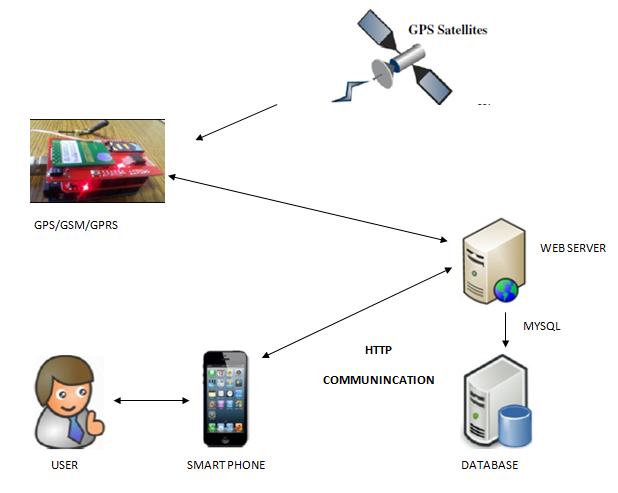 GPS Satellites
GPS/GSM/GPRS
WEB SERVER
MYSQL
HTTP
COMMUNINCATION
USER
SMART PHONE
DATABASE